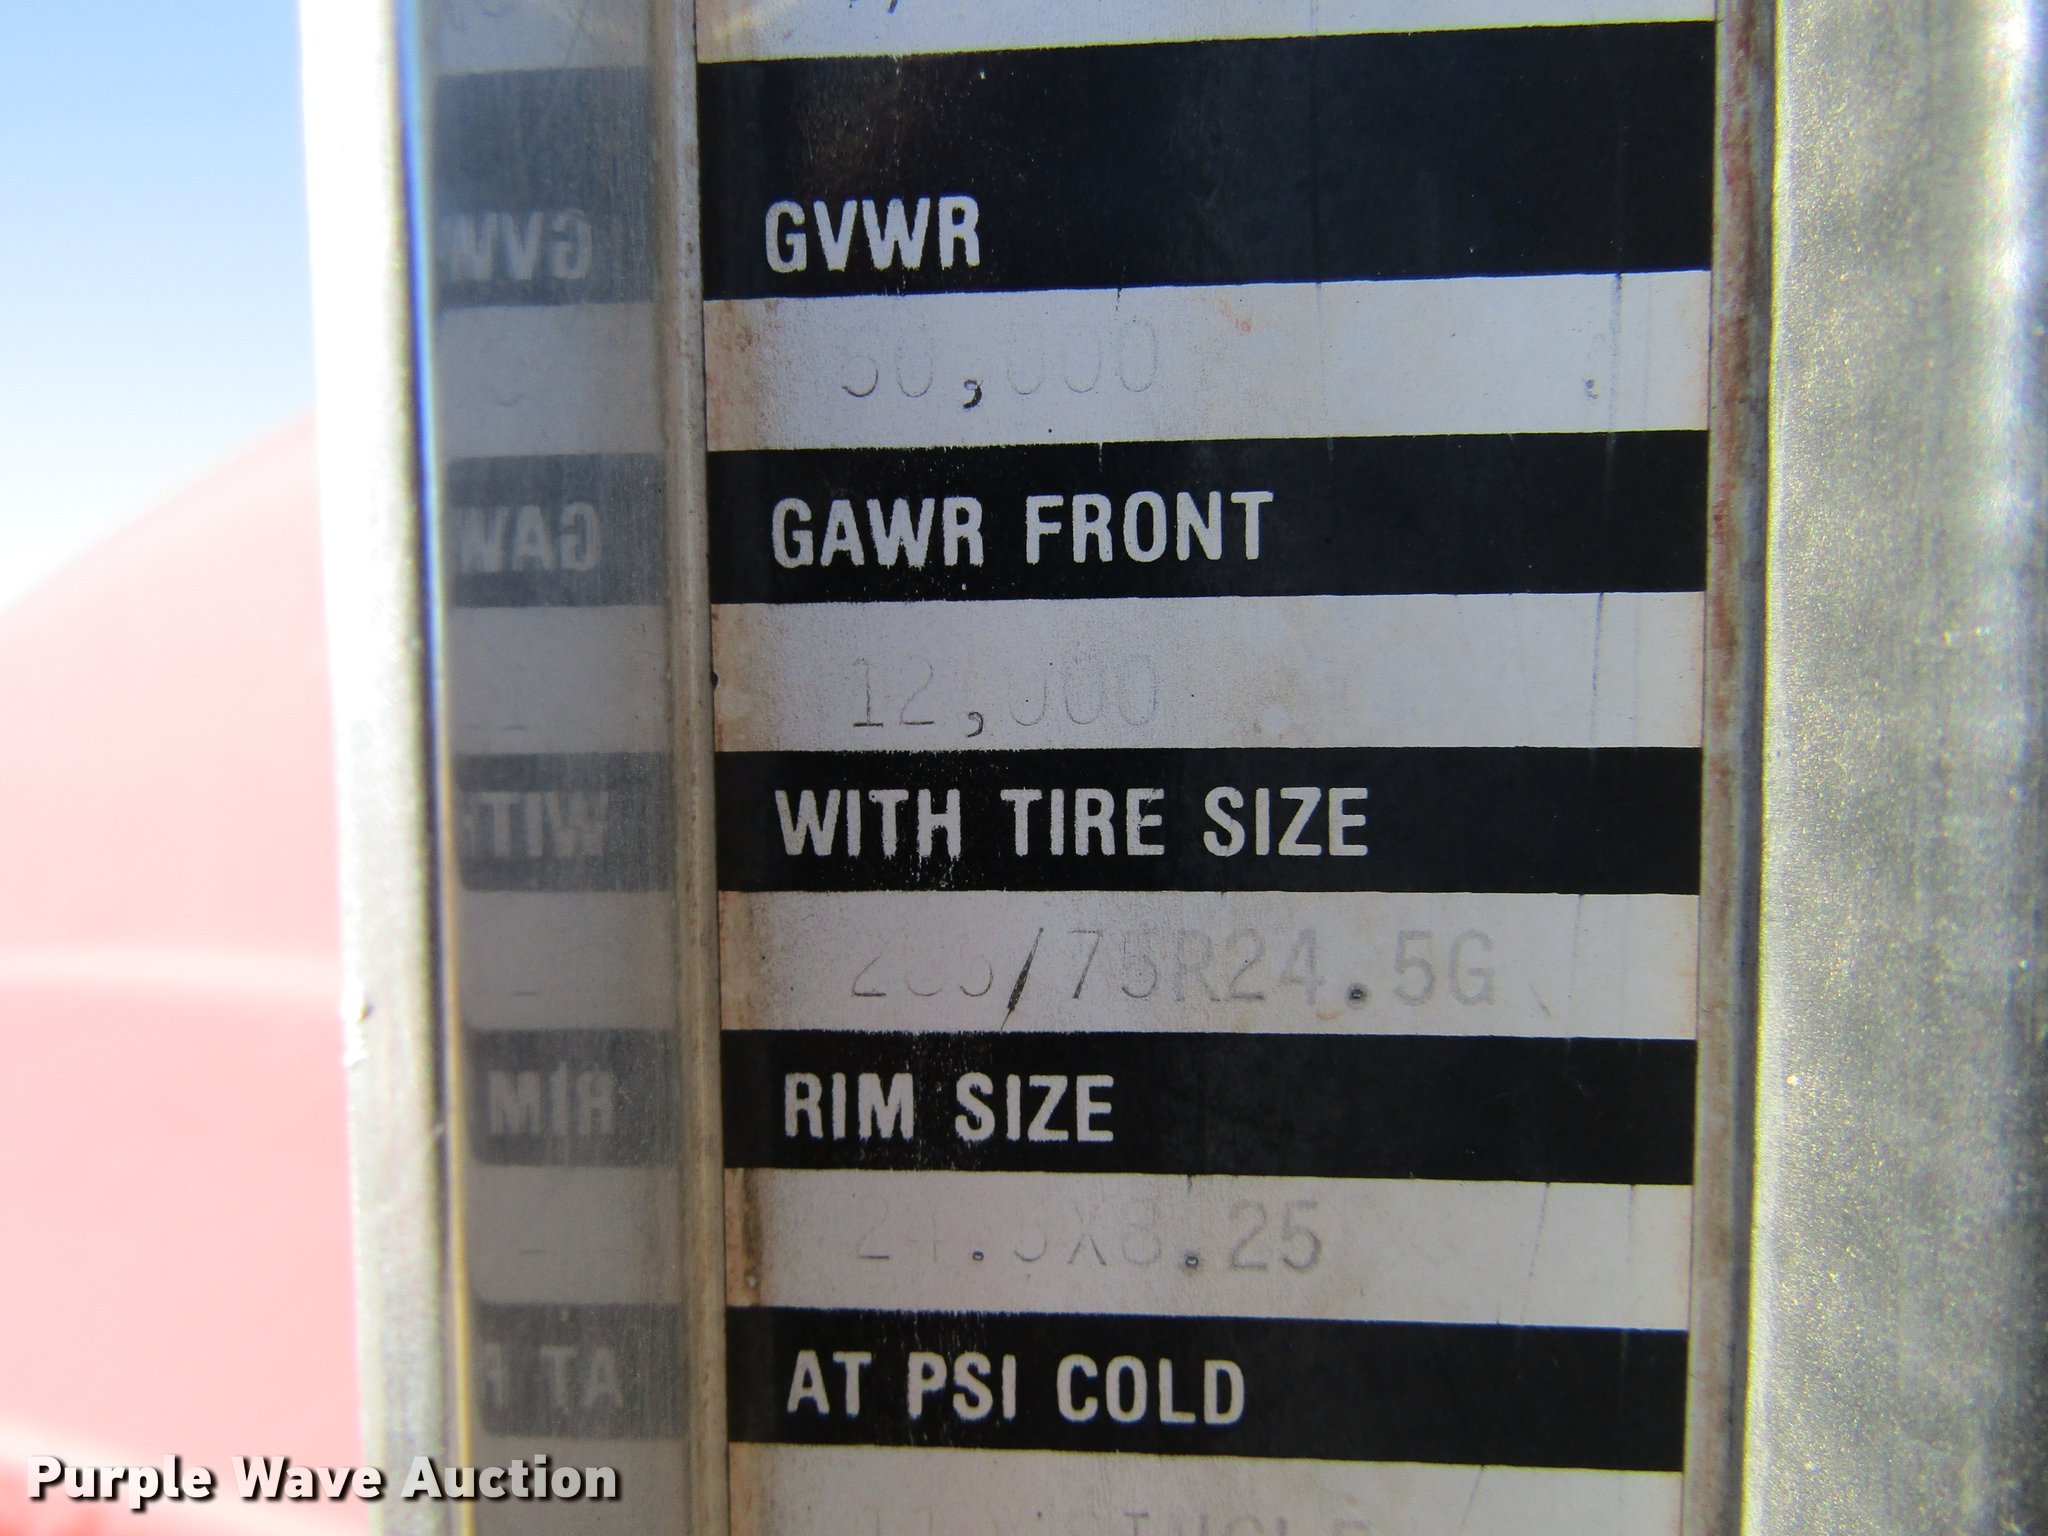 GVWR
50,000
GAWR FRONT
12,000
WITH TIRE SIZE
285/75R24.5G
RIM SIZE
24.5X8.25
AT PSI COLD
SINGLE
Purple Wave Auction